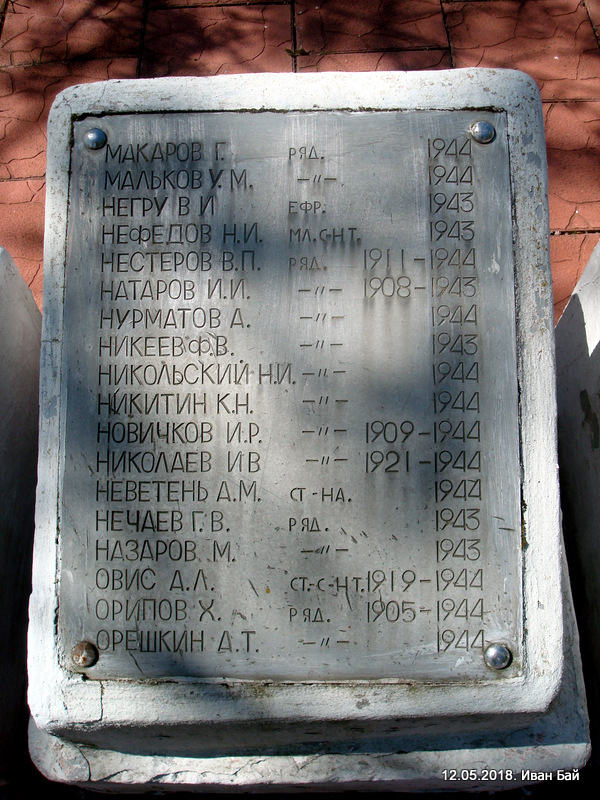 МАКАРОВ Г. РЯД. 1944
МАЛЬКОВ У. М. –〃– 1944
НЕГРУ В И ЕФР. 1943
НЕФЕДОВ Н.И. МЛ.С-НТ. 1943
НЕСТЕРОВ В.П. РЯД. 1911–1944
НАТАРОВ И.И. –〃– 1908–1943
НУРМАТОВ А. –〃– 1944
НИКЕЕВ Ф.В. –〃– 1943
НИКОЛЬСКИЙ Н.И. –〃– 1944
НИКИТИН К.Н. –〃– 1944
НОВИЧКОВ И.Р. –〃– 1909–1944
НИКОЛАЕВ И В –〃– 1921–1944
НЕВЕТЕНЬ А.М. СТ-НА. 1944
НЕЧАЕВ Г.В. РЯД. 1943
НАЗАРОВ М. –〃– 1943
ОВИС А.Л. СТ.-С-НТ. 1919–1944
ОРИПОВ Х. РЯД. 1905–1944
ОРЕШКИН А.Т. –〃– 1944
12.05.2018. Иван Бай